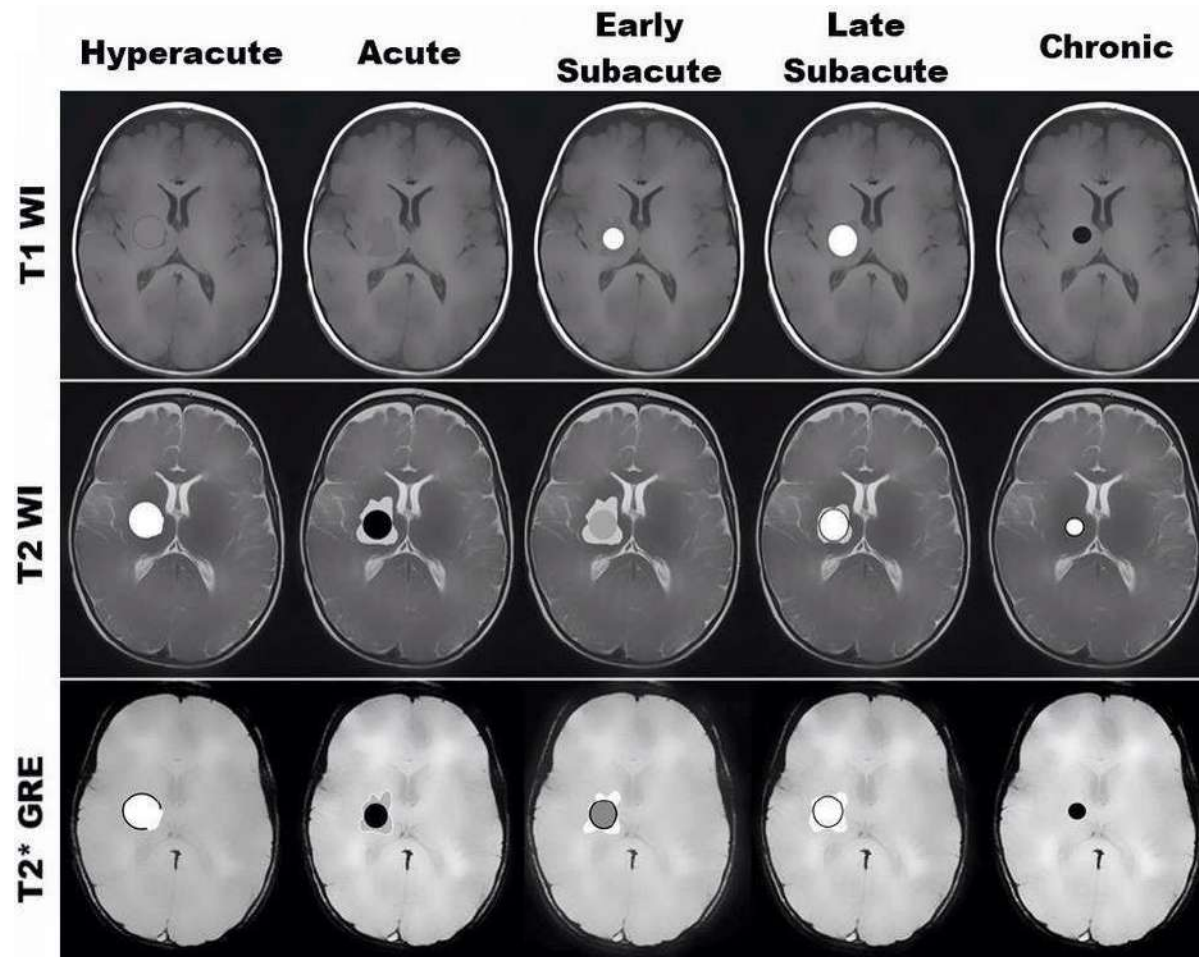 Hyperacute
Acute
Early
Subacute
Late
Subacute
Chronic
T1 WI
T2 WI
T2* GRE